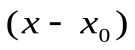 (x − x₀)